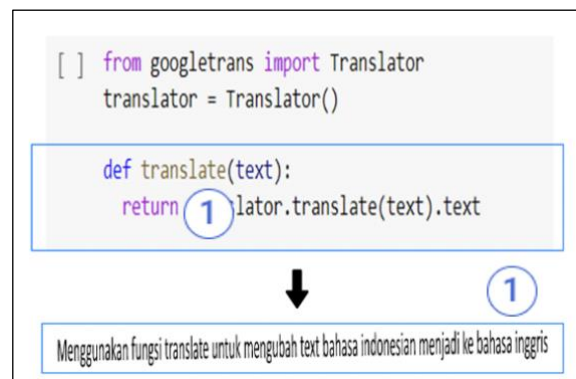 [ ] from googletrans import Translator
translator = Translator()
def translate(text):
return 1 lator.translate(text).text
1
Menggunakan fungsi translate untuk mengubah text bahasa indonesian menjadi ke bahasa inggris